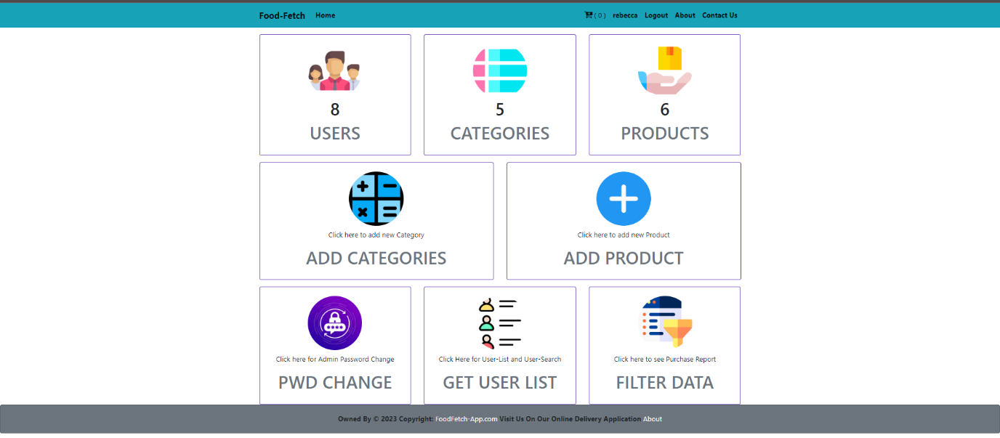 Food-Fetch Home ( 0 ) rebecca Logout About Contact Us
8 5 6
USERS CATEGORIES PRODUCTS
Click here to add new Category Click here to add new Product
ADD CATEGORIES ADD PRODUCT
Click here for Admin Password Change Click Here for User-List and User-Search Click here to see Purchase Report
PWD CHANGE GET USER LIST FILTER DATA
Owned By © 2023 Copyright: FoodFetch-App.com Visit Us On Our Online Delivery Application About